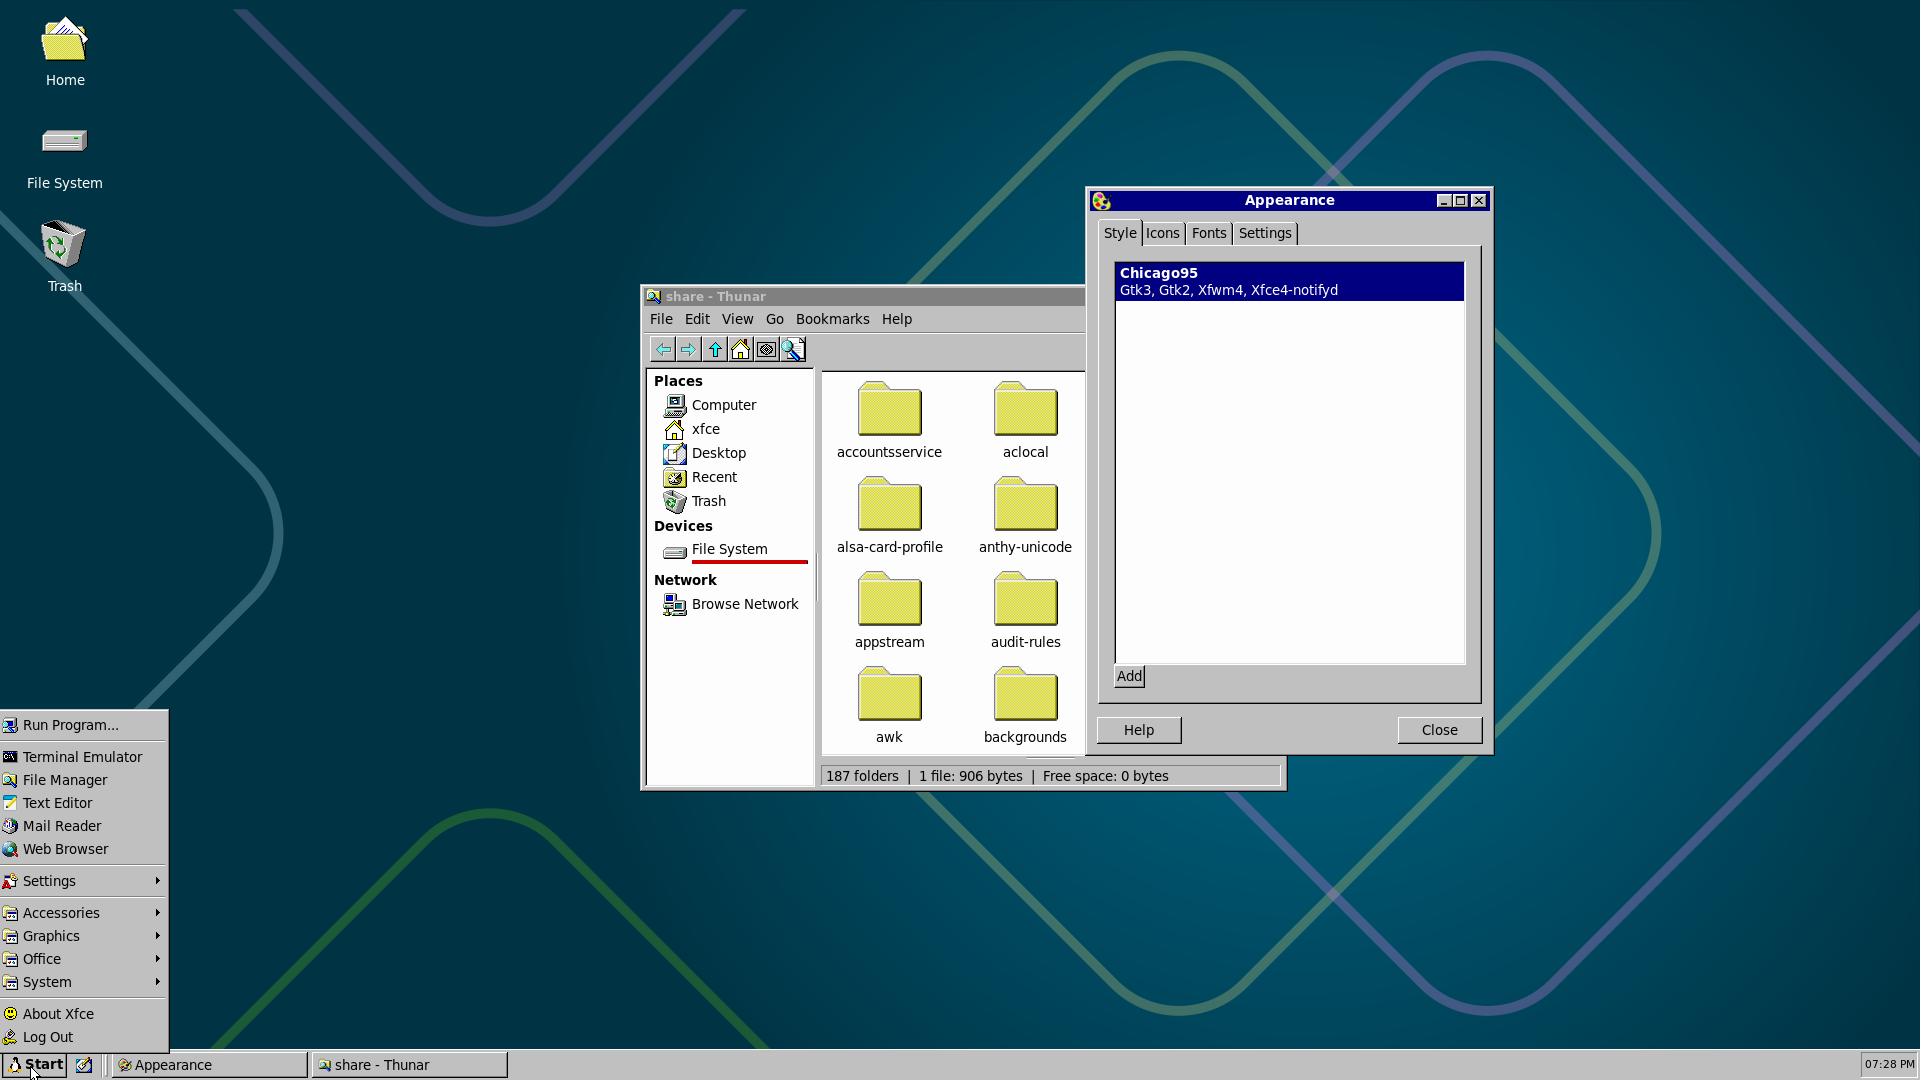 Home
File System
Trash
share - Thunar
File Edit View Go Bookmarks Help
Places
Computer
xfce
Desktop
Recent
Trash
Devices
File System
Network
Browse Network
accountsservice
aclocal
alsa-card-profile
anthy-unicode
appstream
audit-rules
awk
backgrounds
187 folders | 1 file: 906 bytes | Free space: 0 bytes
Appearance
Style Icons Fonts Settings
Chicago95
Gtk3, Gtk2, Xfwm4, Xfce4-notifyd
Add
Help
Close
Run Program...
Terminal Emulator
File Manager
Text Editor
Mail Reader
Web Browser
Settings
Accessories
Graphics
Office
System
About Xfce
Log Out
Start
Appearance
share - Thunar
07:28 PM